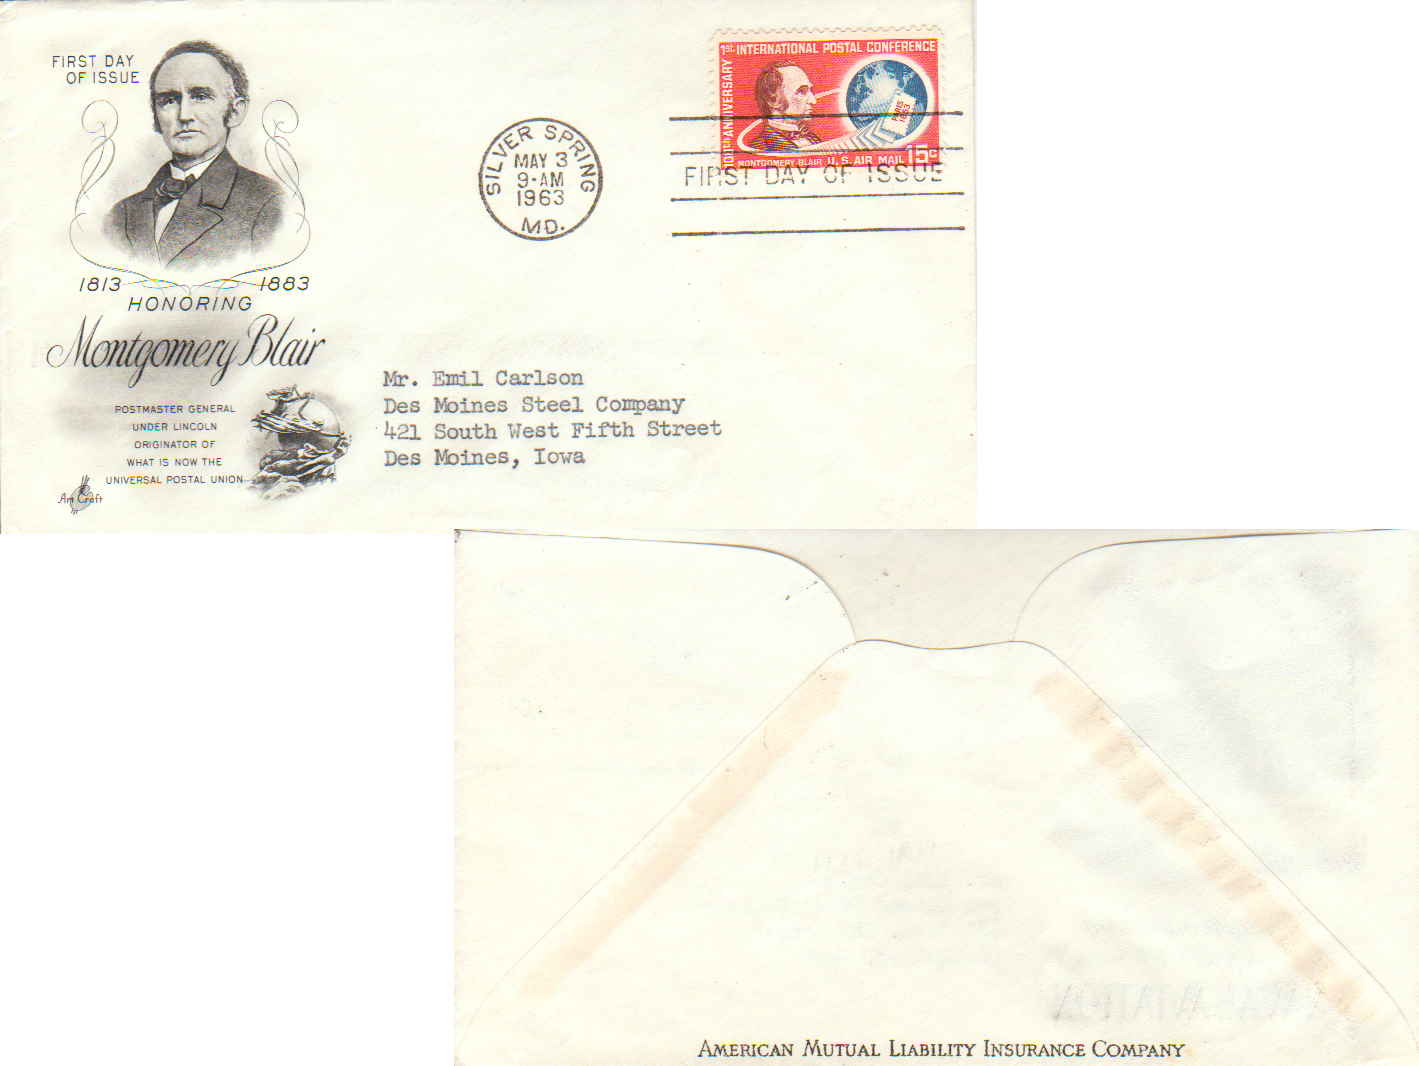 FIRST DAY
OF ISSUE
1813 1883
HONORING
Montgomery Blair
POSTMASTER GENERAL
UNDER LINCOLN
ORIGINATOR OF
WHAT IS NOW THE
UNIVERSAL POSTAL UNION
Art Craft
SILVER SPRING
MAY 3
9-AM
1963
MD.
1st INTERNATIONAL POSTAL CONFERENCE
100th ANNIVERSARY
PARIS
1863
MONTGOMERY BLAIR U.S. AIR MAIL 15c
FIRST DAY OF ISSUE
Mr. Emil Carlson
Des Moines Steel Company
421 South West Fifth Street
Des Moines, Iowa
AMERICAN MUTUAL LIABILITY INSURANCE COMPANY